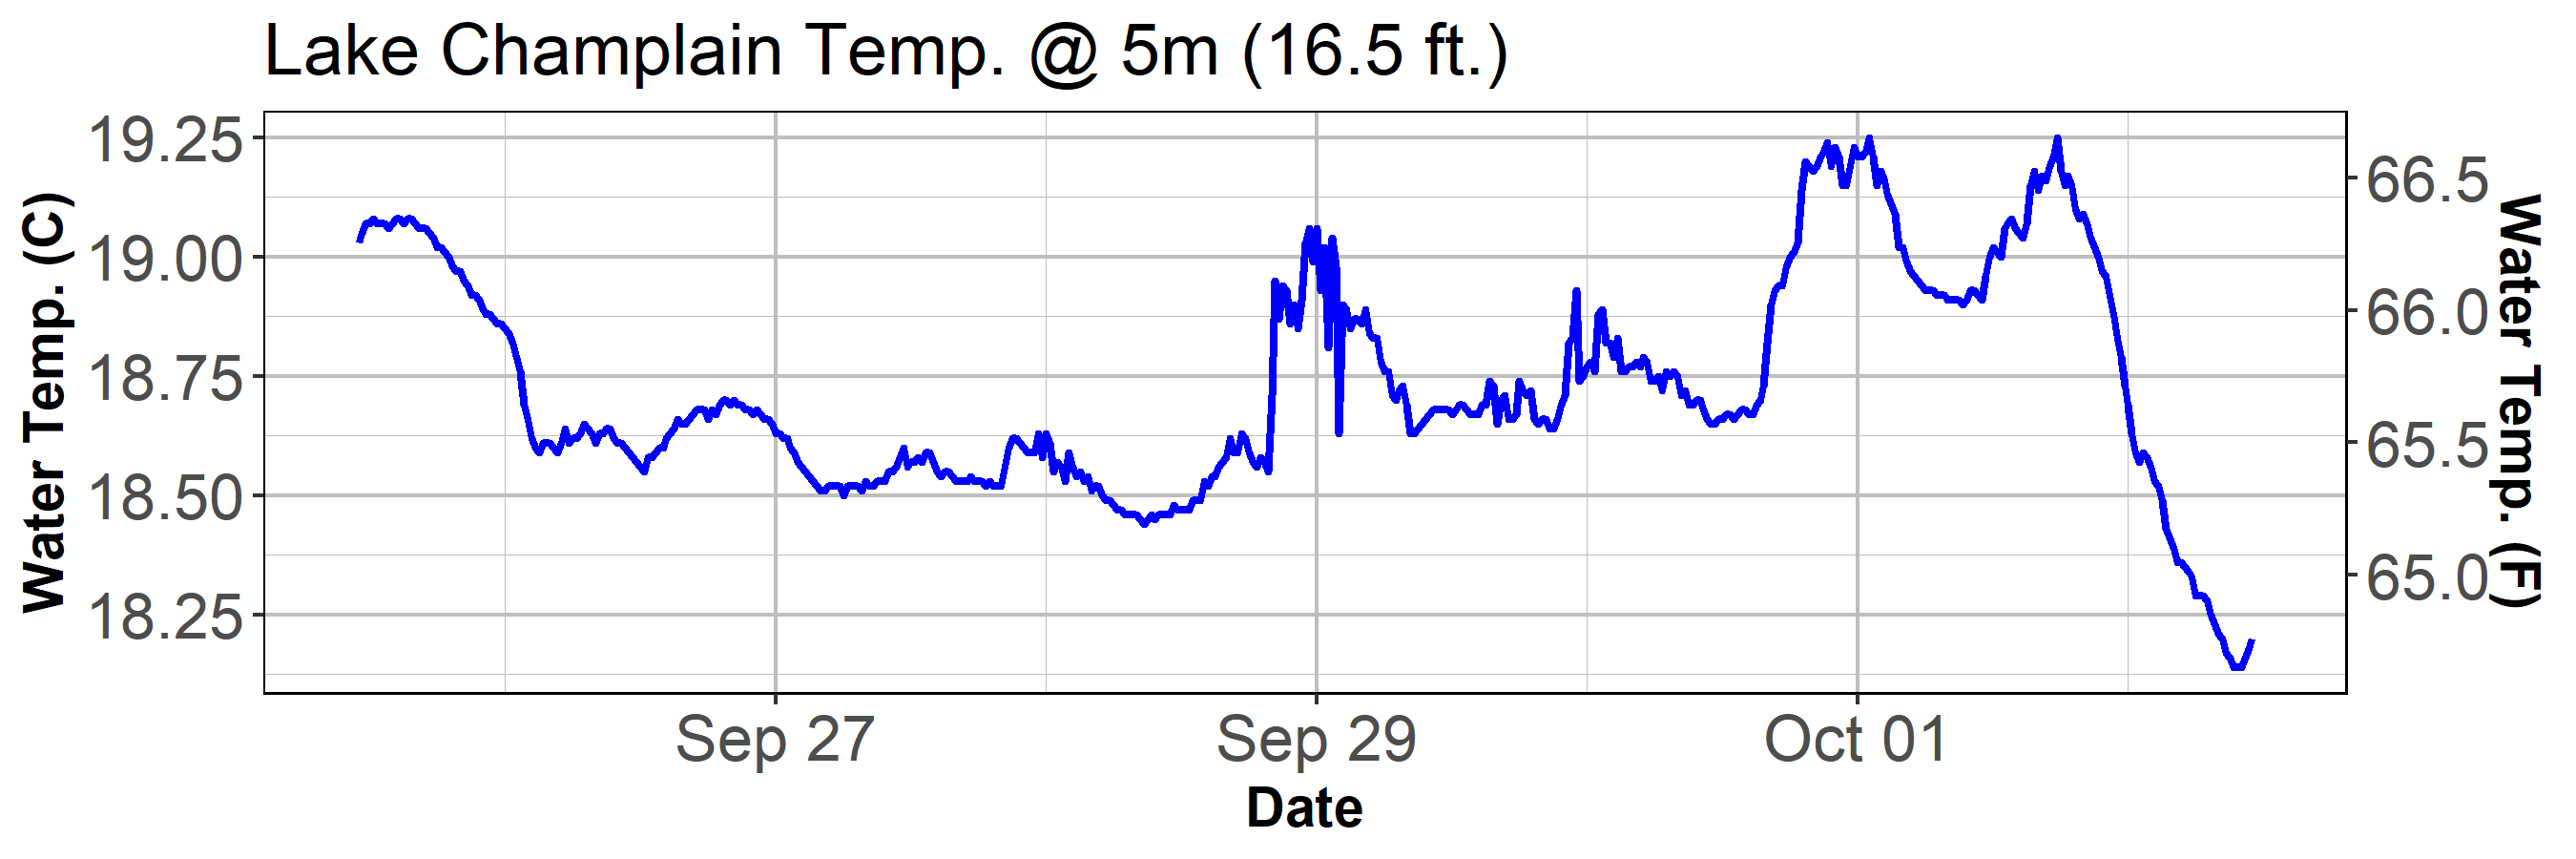 Lake Champlain Temp. @ 5m (16.5 ft.)
Water Temp. (C)
19.25
19.00
18.75
18.50
18.25
66.5
66.0
65.5
65.0
Water Temp. (F)
Sep 27
Sep 29
Oct 01
Date